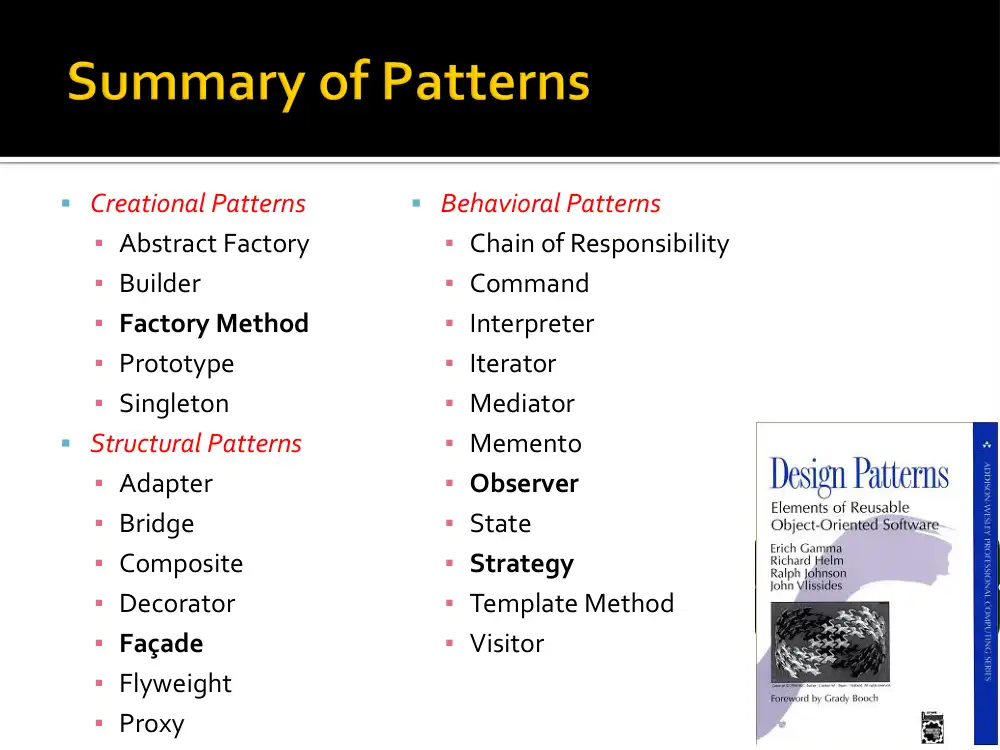 Summary of Patterns
Creational Patterns
Abstract Factory
Builder
Factory Method
Prototype
Singleton
Structural Patterns
Adapter
Bridge
Composite
Decorator
Façade
Flyweight
Proxy
Behavioral Patterns
Chain of Responsibility
Command
Interpreter
Iterator
Mediator
Memento
Observer
State
Strategy
Template Method
Visitor
Design Patterns
Elements of Reusable
Object-Oriented Software
Erich Gamma
Richard Helm
Ralph Johnson
John Vlissides
Foreword by Grady Booch
ADDISON-WESLEY PROFESSIONAL COMPUTING SERIES